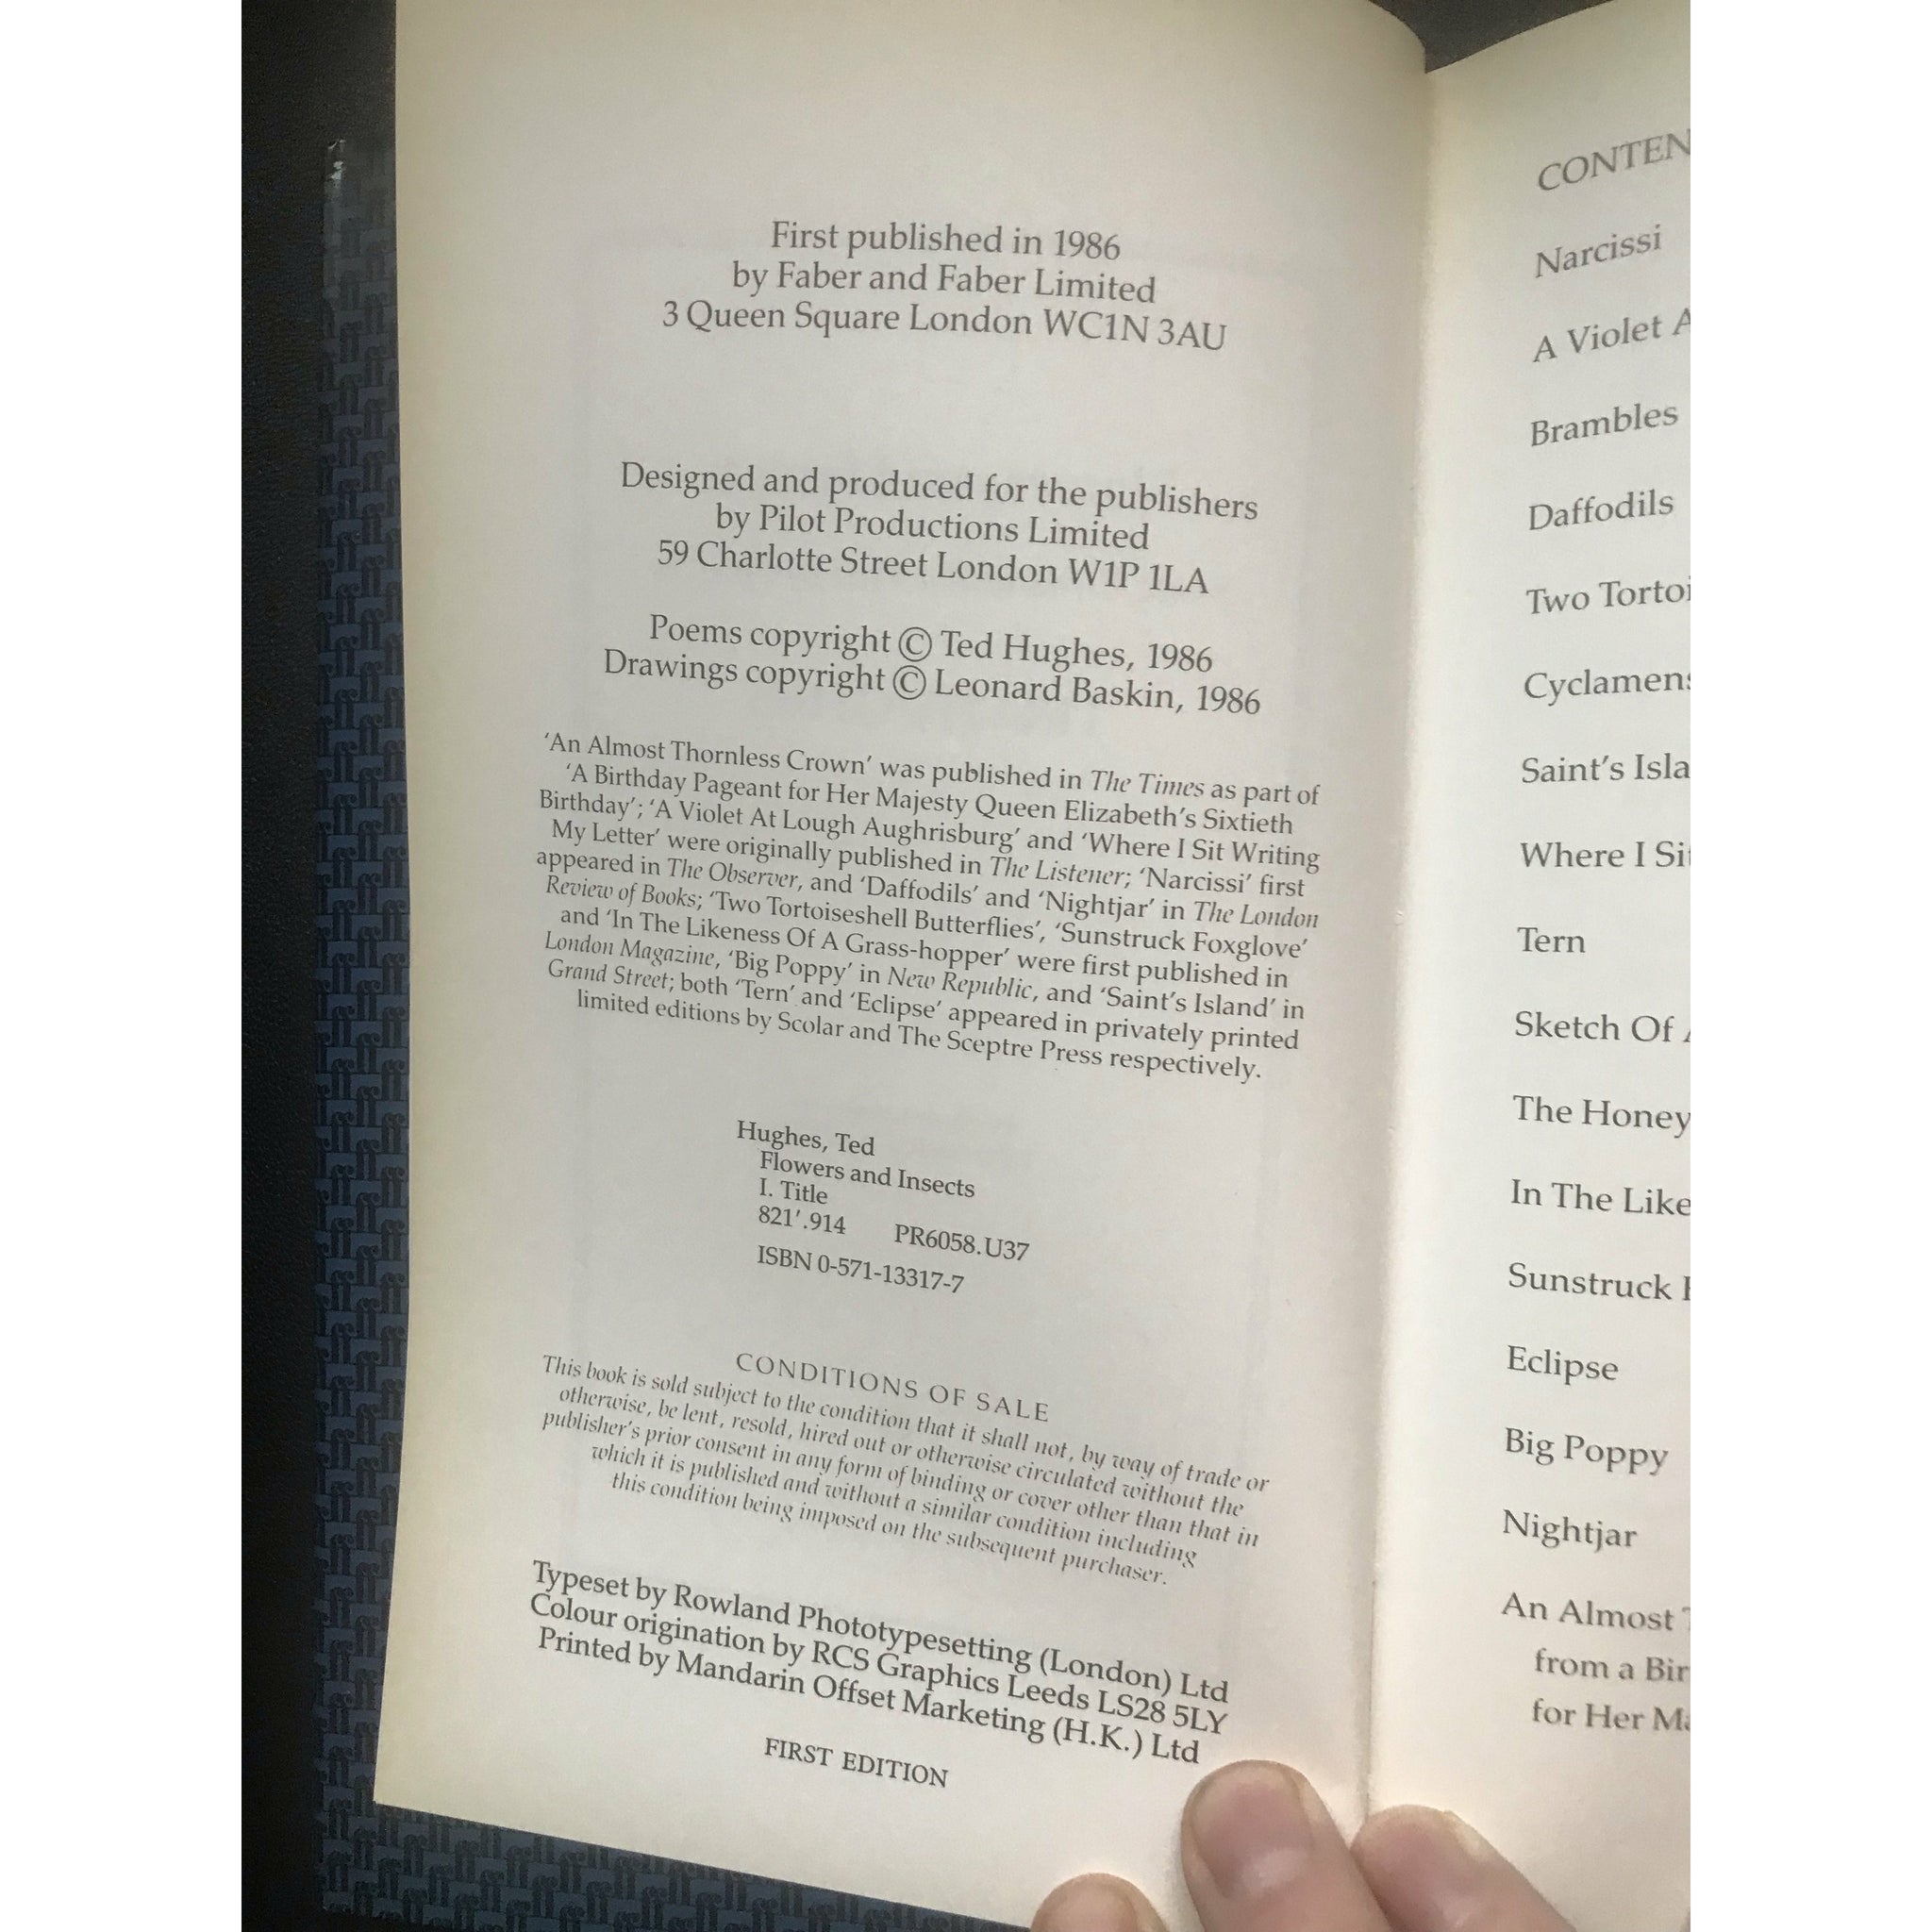 First published in 1986
by Faber and Faber Limited
3 Queen Square London WC1N 3AU
Designed and produced for the publishers
by Pilot Productions Limited
59 Charlotte Street London W1P 1LA
Poems copyright © Ted Hughes, 1986
Drawings copyright © Leonard Baskin, 1986
'An Almost Thornless Crown' was published in The Times as part of
'A Birthday Pageant for Her Majesty Queen Elizabeth's Sixtieth
Birthday'; 'A Violet At Lough Aughrisburg' and 'Where I Sit Writing
My Letter' were originally published in The Listener; 'Narcissi' first
appeared in The Observer, and 'Daffodils' and 'Nightjar' in The London
Review of Books; 'Two Tortoiseshell Butterflies', 'Sunstruck Foxglove'
and 'In The Likeness Of A Grass-hopper' were first published in
London Magazine, 'Big Poppy' in New Republic, and 'Saint's Island' in
Grand Street; both 'Tern' and 'Eclipse' appeared in privately printed
limited editions by Scolar and The Sceptre Press respectively.
Hughes, Ted
Flowers and Insects
I. Title
821'.914 PR6058.U37
ISBN 0-571-13317-7
CONDITIONS OF SALE
This book is sold subject to the condition that it shall not, by way of trade or
otherwise, be lent, resold, hired out or otherwise circulated without the
publisher's prior consent in any form of binding or cover other than that in
which it is published and without a similar condition including
this condition being imposed on the subsequent purchaser.
Typeset by Rowland Phototypesetting (London) Ltd
Colour origination by RCS Graphics Leeds LS28 5LY
Printed by Mandarin Offset Marketing (H.K.) Ltd
FIRST EDITION
CONTEN
Narcissi
A Violet A
Brambles
Daffodils
Two Tortoi
Cyclamens
Saint's Isla
Where I Sit
Tern
Sketch Of A
The Honey
In The Like
Sunstruck F
Eclipse
Big Poppy
Nightjar
An Almost T
from a Bir
for Her Ma